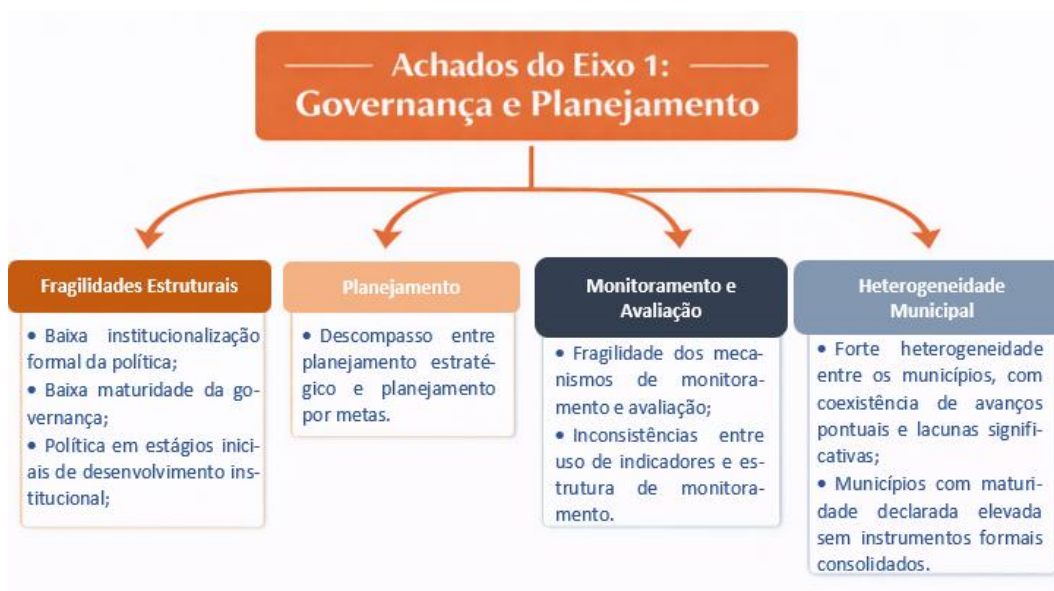 Achados do Eixo 1:
Governança e Planejamento
Fragilidades Estruturais
• Baixa institucionalização
formal da política;
• Baixa maturidade da go-
vernança;
• Política em estágios inici-
ais de desenvolvimento ins-
titucional;
Planejamento
• Descompasso entre
planejamento estraté-
gico e planejamento
por metas.
Monitoramento e
Avaliação
• Fragilidade dos meca-
nismos de monitora-
mento e avaliação;
• Inconsistências entre
uso de indicadores e es-
trutura de monitora-
mento.
Heterogeneidade
Municipal
• Forte heterogeneidade
entre os municípios, com
coexistência de avanços
pontuais e lacunas signifi-
cativas;
• Municípios com maturi-
dade declarada elevada
sem instrumentos formais
consolidados.